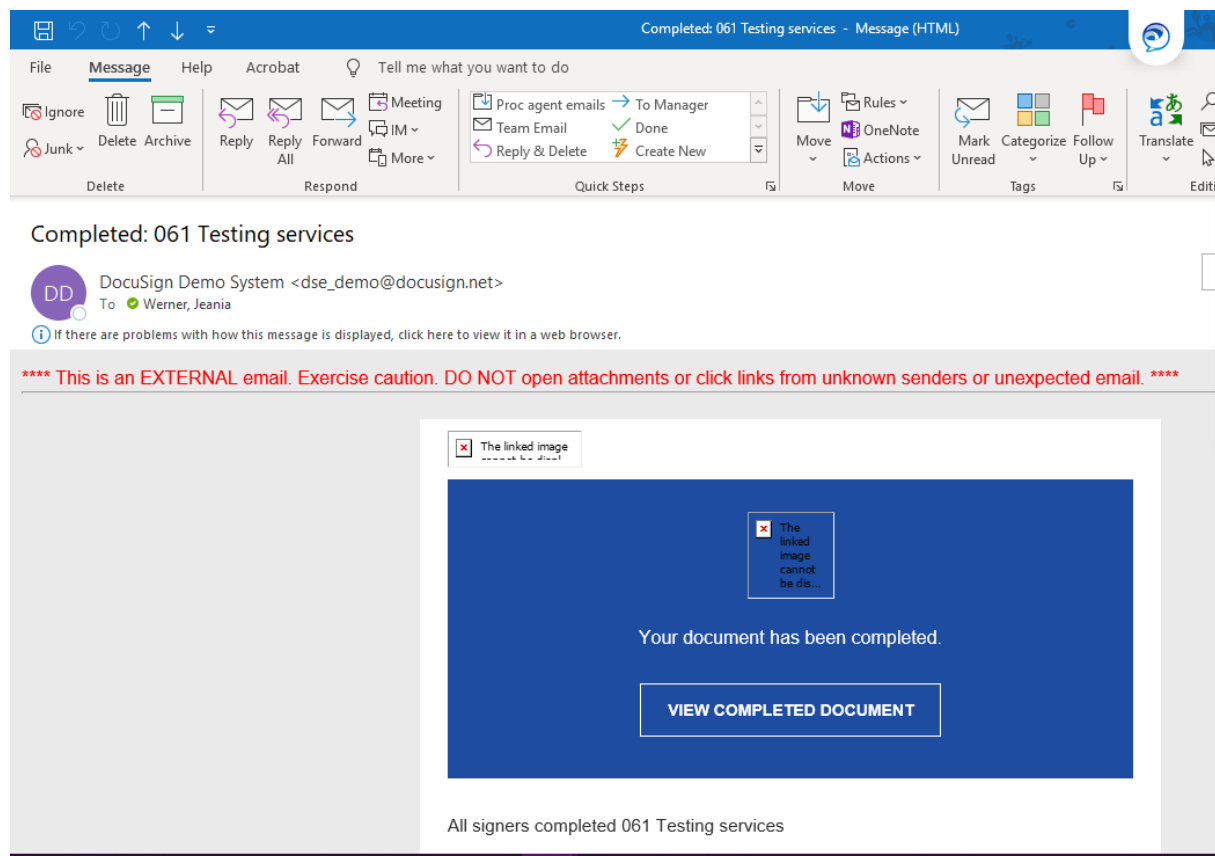 Completed: 061 Testing services - Message (HTML)
File Message Help Acrobat Tell me what you want to do
Ignore
Junk
Delete Archive
Reply Reply All Forward
Meeting
IM
More
Proc agent emails To Manager
Team Email Done
Reply & Delete Create New
Move
Rules
OneNote
Actions
Mark Unread Categorize Follow Up
Translate
Delete Respond Quick Steps Move Tags
Completed: 061 Testing services
DD
DocuSign Demo System <dse_demo@docusign.net>
To Werner, Jeania
If there are problems with how this message is displayed, click here to view it in a web browser.
**** This is an EXTERNAL email. Exercise caution. DO NOT open attachments or click links from unknown senders or unexpected email. ****
The linked image
The
linked
image
cannot
be dis...
Your document has been completed.
VIEW COMPLETED DOCUMENT
All signers completed 061 Testing services